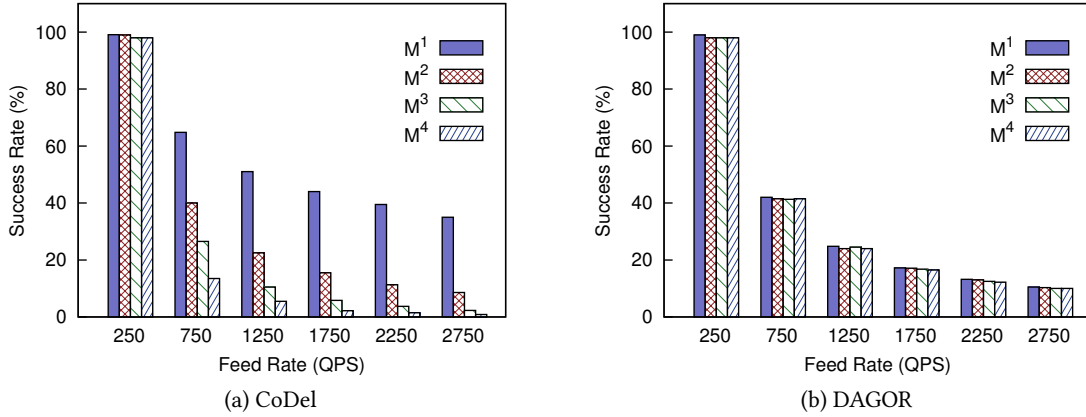 100
80
60
40
20
0
Success Rate (%)
M1
M2
M3
M4
250 750 1250 1750 2250 2750
Feed Rate (QPS)
(a) CoDel
100
80
60
40
20
0
Success Rate (%)
M1
M2
M3
M4
250 750 1250 1750 2250 2750
Feed Rate (QPS)
(b) DAGOR